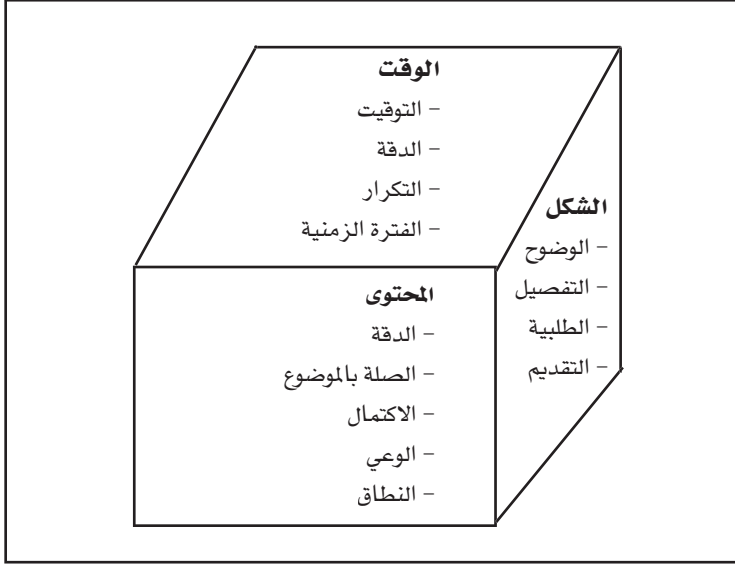 الوقت
– التوقيت
– الدقة
– التكرار
– الفترة الزمنية
الشكل
– الوضوح
– التفصيل
– الطلبية
– التقديم
المحتوى
– الدقة
– الصلة بالموضوع
– الاكتمال
– الوعي
– النطاق